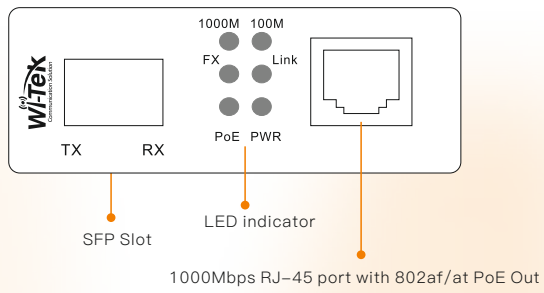 Wi-Tek
Communication Solution
1000M 100M
FX Link
TX RX
PoE PWR
SFP Slot
LED indicator
1000Mbps RJ-45 port with 802af/at PoE Out